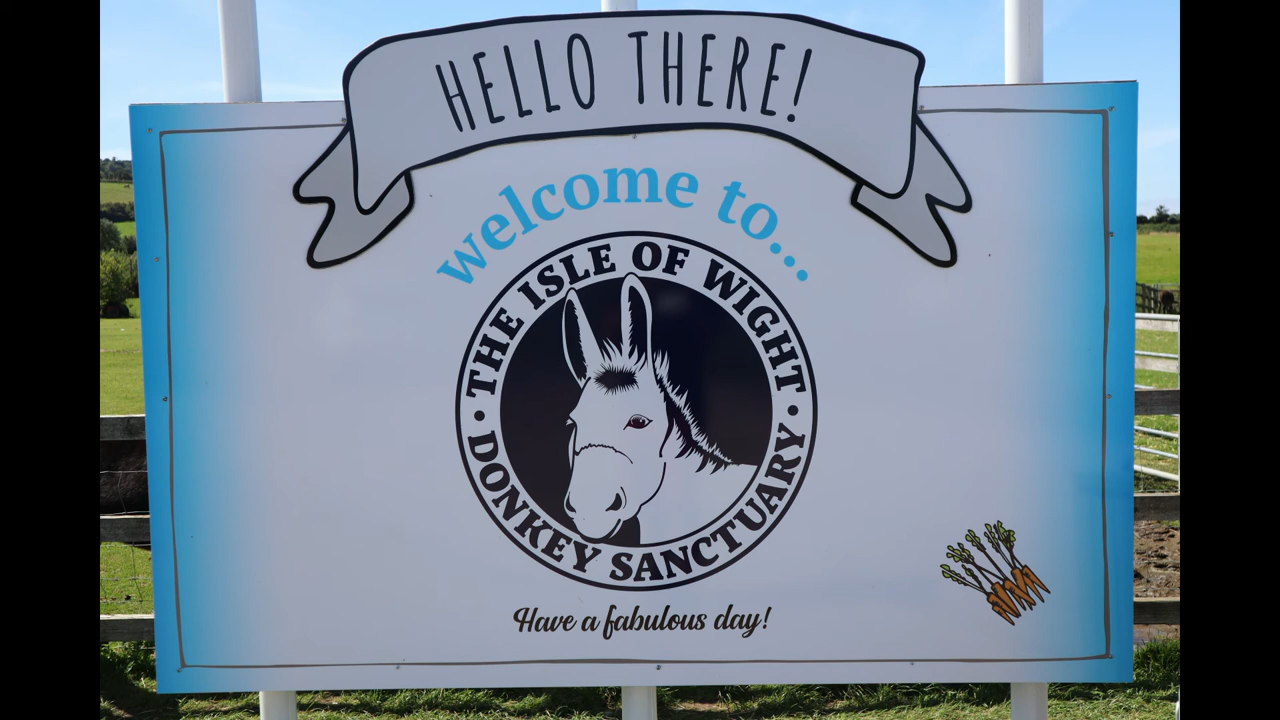 HELLO THERE!
welcome to...
THE ISLE OF WIGHT
• DONKEY SANCTUARY •
Have a fabulous day!